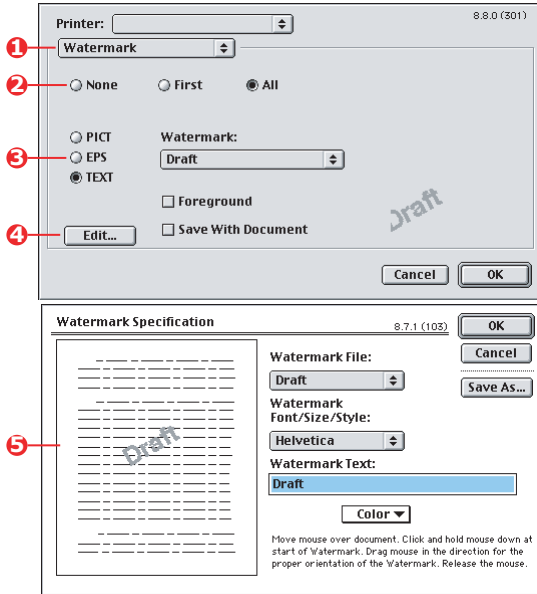 Printer:
8.8.0 (301)
1
Watermark
2
None First All
PICT
Watermark:
3
EPS
Draft
TEXT
Foreground
Draft
4
Edit...
Save With Document
Cancel OK
Watermark Specification
8.7.1 (103)
OK
Cancel
Save As...
Watermark File:
Draft
Watermark
Font/Size/Style:
Helvetica
5
Draft
Watermark Text:
Draft
Color
Move mouse over document. Click and hold mouse down at
start of Watermark. Drag mouse in the direction for the
proper orientation of the Watermark. Release the mouse.